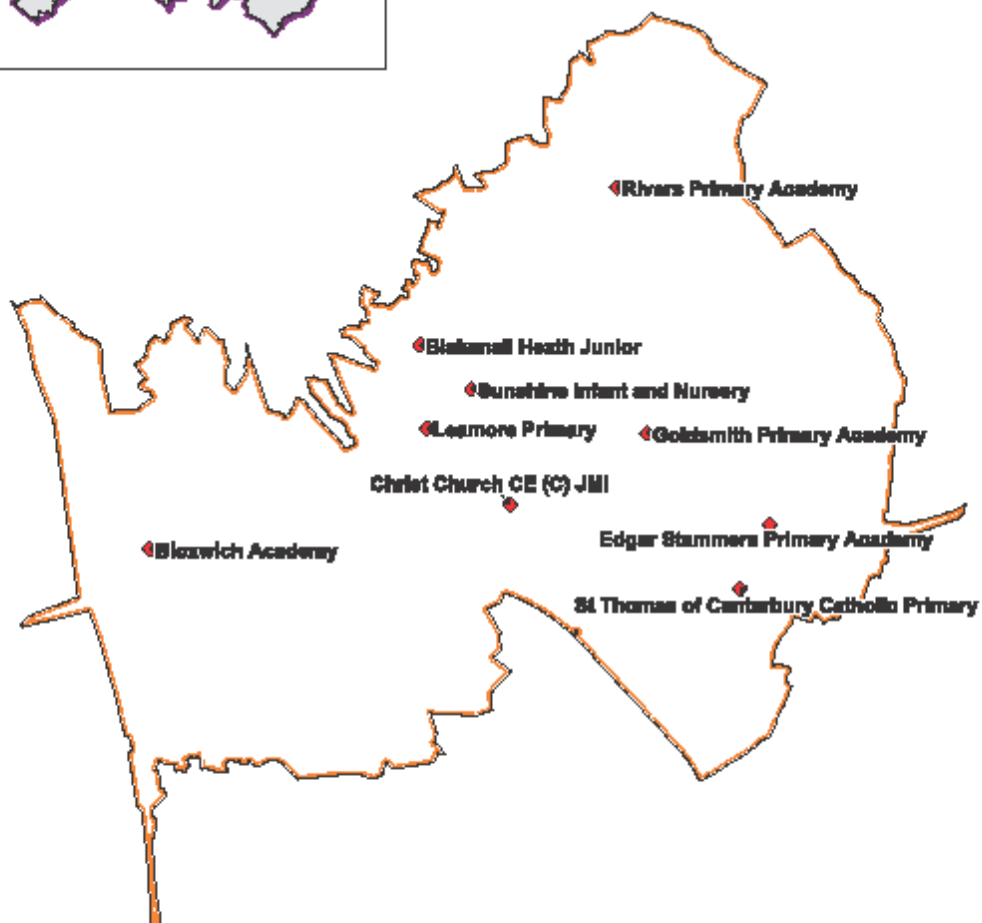 Rivers Primary Academy
Blakenall Heath Junior
Sunshine Infant and Nursery
Leamore Primary
Goldsmith Primary Academy
Christ Church CE (C) JMI
Edgar Stammers Primary Academy
Bloxwich Academy
St Thomas of Canterbury Catholic Primary